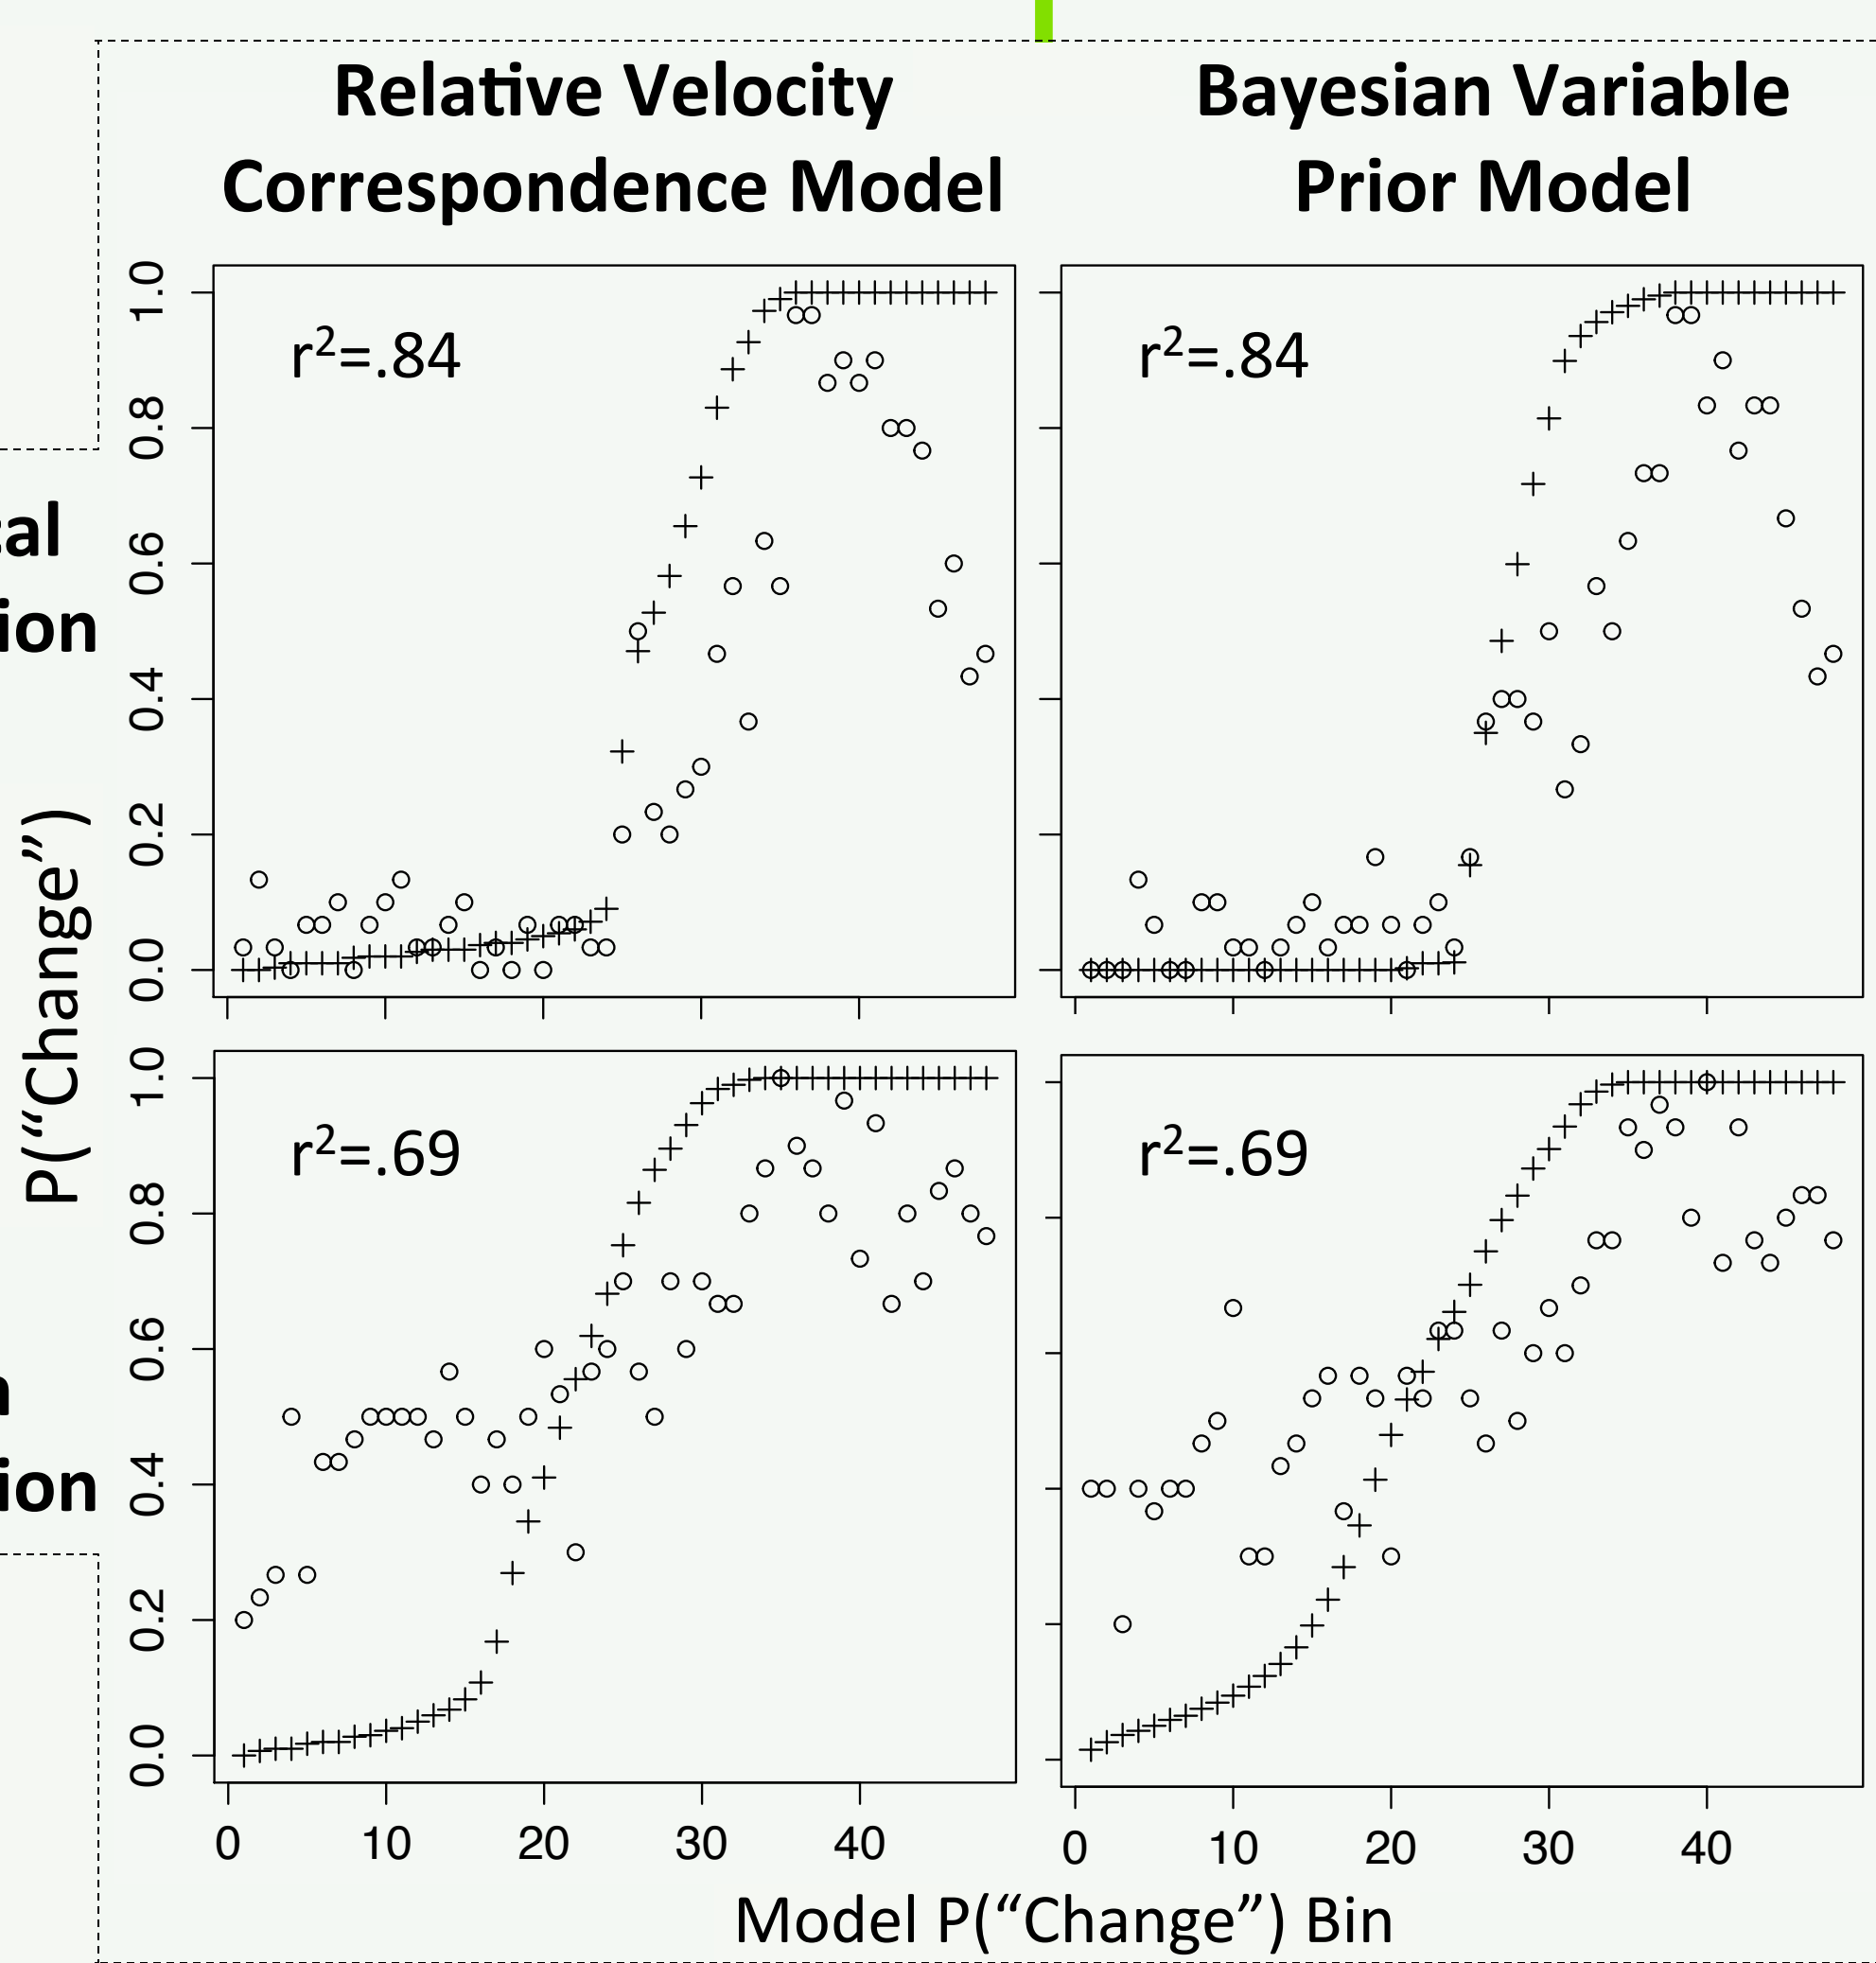 Relative Velocity
Correspondence Model
Bayesian Variable
Prior Model
1.0
0.8
0.6
0.4
0.2
0.0
r²=.84
r²=.84
P(“Change”)
1.0
0.8
0.6
0.4
0.2
0.0
r²=.69
r²=.69
0 10 20 30 40
0 10 20 30 40
Model P(“Change”) Bin